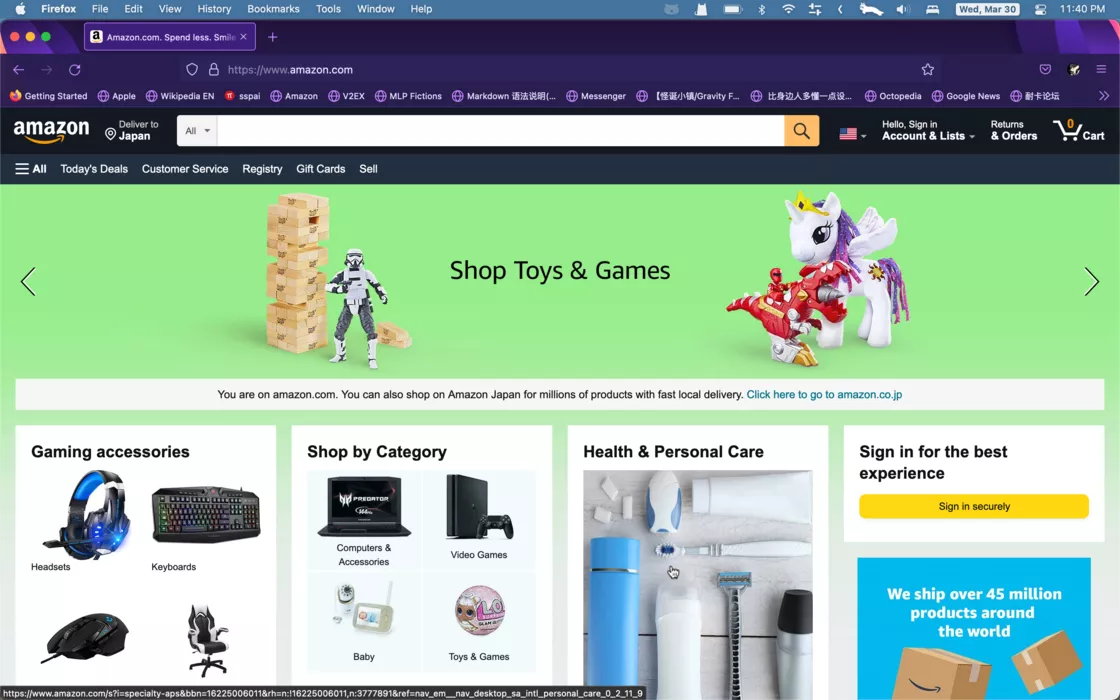 Firefox File Edit View History Bookmarks Tools Window Help Wed, Mar 30 11:40 PM
Amazon.com. Spend less. Smile
https://www.amazon.com
Getting Started Apple Wikipedia EN sspai Amazon V2EX MLP Fictions Markdown 语法说明(... Messenger 【怪诞小镇/Gravity F... 比身边人多懂一点设... Octopedia Google News 耐卡论坛
amazon Deliver to Japan All Hello, Sign in Account & Lists Returns & Orders 0 Cart
All Today's Deals Customer Service Registry Gift Cards Sell
Shop Toys & Games
You are on amazon.com. You can also shop on Amazon Japan for millions of products with fast local delivery. Click here to go to amazon.co.jp
Gaming accessories
Headsets Keyboards
Shop by Category
PREDATOR
Computers &
Accessories
Video Games
Baby
Toys & Games
Health & Personal Care
Sign in for the best
experience
Sign in securely
We ship over 45 million
products around
the world
https://www.amazon.com/s?i=specialty-aps&bbn=16225006011&rh=n:!16225006011,n:3777891&ref=nav_em__nav_desktop_sa_intl_personal_care_0_2_11_9